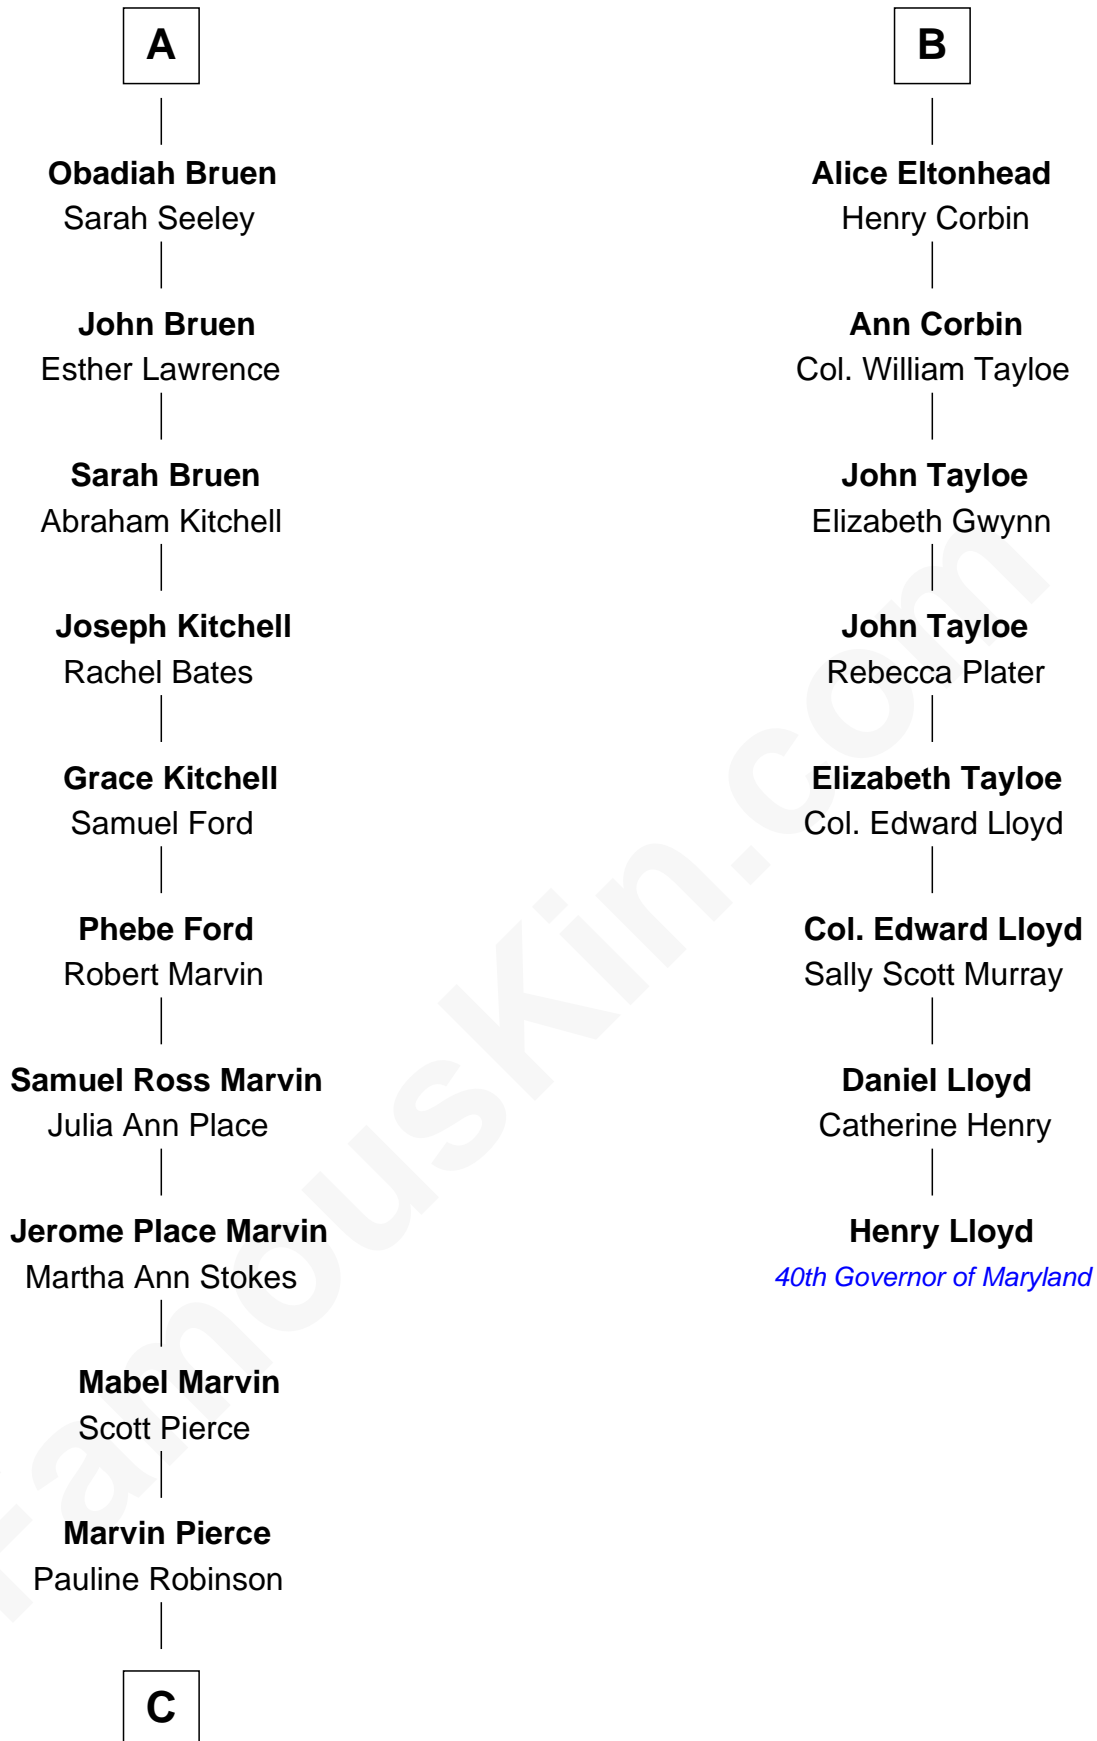 A
Obadiah Bruen
Sarah Seeley
John Bruen
Esther Lawrence
Sarah Bruen
Abraham Kitchell
Joseph Kitchell
Rachel Bates
Grace Kitchell
Samuel Ford
Phebe Ford
Robert Marvin
Samuel Ross Marvin
Julia Ann Place
Jerome Place Marvin
Martha Ann Stokes
Mabel Marvin
Scott Pierce
Marvin Pierce
Pauline Robinson
C
B
Alice Eltonhead
Henry Corbin
Ann Corbin
Col. William Tayloe
John Tayloe
Elizabeth Gwynn
John Tayloe
Rebecca Plater
Elizabeth Tayloe
Col. Edward Lloyd
Col. Edward Lloyd
Sally Scott Murray
Daniel Lloyd
Catherine Henry
Henry Lloyd
40th Governor of Maryland
FamousKin.com